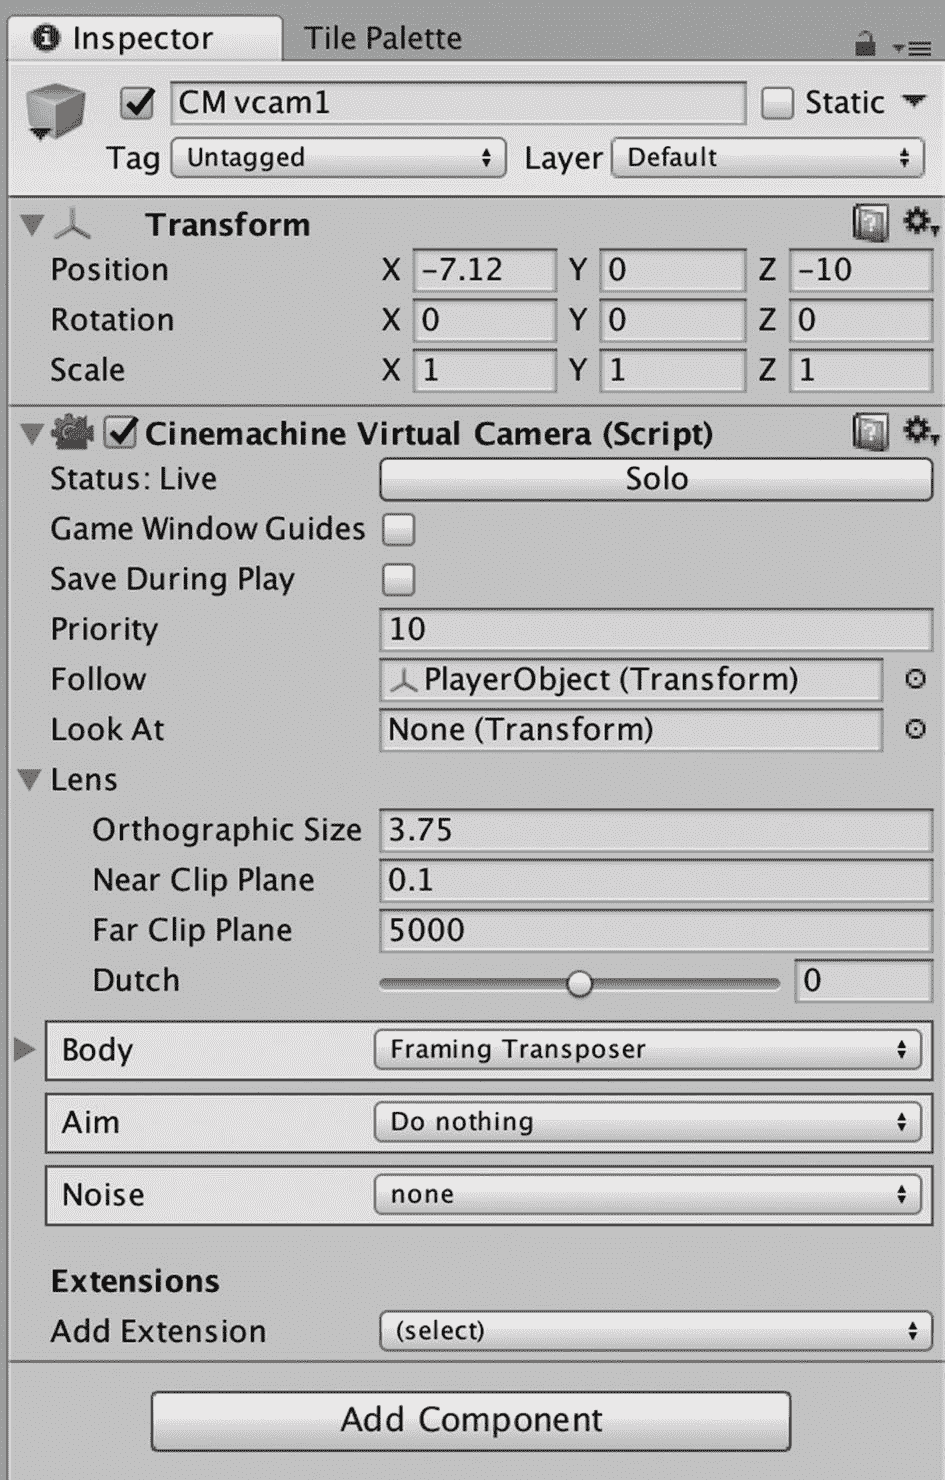 Inspector Tile Palette
CM vcam1 Static
Tag Untagged Layer Default
Transform
Position X -7.12 Y 0 Z -10
Rotation X 0 Y 0 Z 0
Scale X 1 Y 1 Z 1
Cinemachine Virtual Camera (Script)
Status: Live Solo
Game Window Guides
Save During Play
Priority 10
Follow PlayerObject (Transform)
Look At None (Transform)
Lens
Orthographic Size 3.75
Near Clip Plane 0.1
Far Clip Plane 5000
Dutch 0
Body Framing Transposer
Aim Do nothing
Noise none
Extensions
Add Extension (select)
Add Component